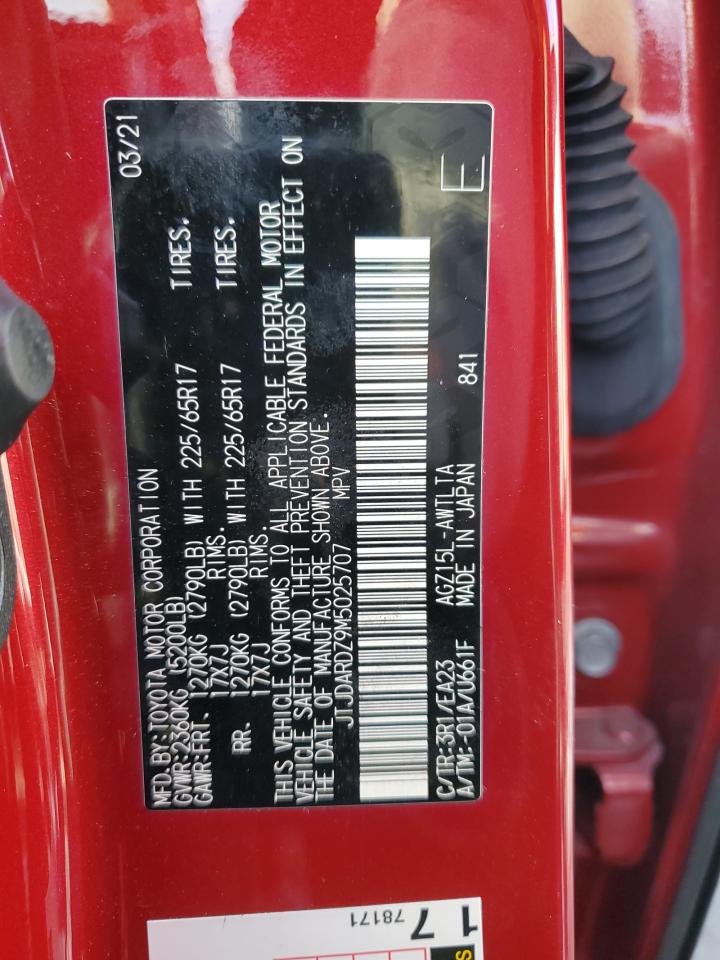 MFD. BY:TOYOTA MOTOR CORPORATION 03/21
GVWR:2360KG (5200LB)
GAWR:FRT. 1270KG (2790LB) WITH 225/65R17 TIRES.
17X7J RIMS.
RR. 1270KG (2790LB) WITH 225/65R17 TIRES.
17X7J RIMS.
THIS VEHICLE CONFORMS TO ALL APPLICABLE FEDERAL MOTOR
VEHICLE SAFETY AND THEFT PREVENTION STANDARDS IN EFFECT ON
THE DATE OF MANUFACTURE SHOWN ABOVE.
JTJDARDZ9M5025707 MPV
E
C/TR:3R1/EA23 AGZ15L-AWTLTA 841
A/TM:-01A/U661F MADE IN JAPAN
1 7
78171